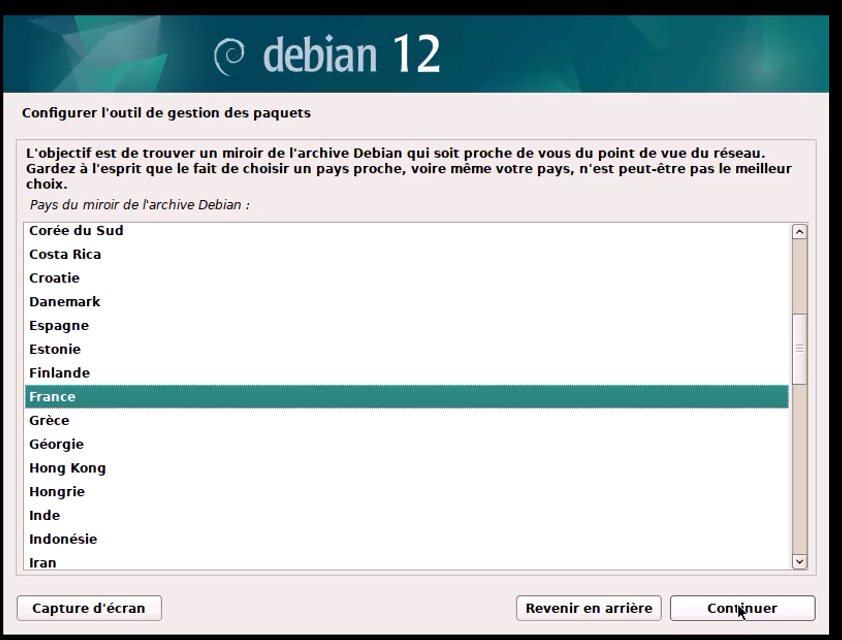 debian 12
Configurer l'outil de gestion des paquets
L'objectif est de trouver un miroir de l'archive Debian qui soit proche de vous du point de vue du réseau.
Gardez à l'esprit que le fait de choisir un pays proche, voire même votre pays, n'est peut-être pas le meilleur
choix.
Pays du miroir de l'archive Debian :
Corée du Sud
Costa Rica
Croatie
Danemark
Espagne
Estonie
Finlande
France
Grèce
Géorgie
Hong Kong
Hongrie
Inde
Indonésie
Iran
Capture d'écran
Revenir en arrière
Continuer